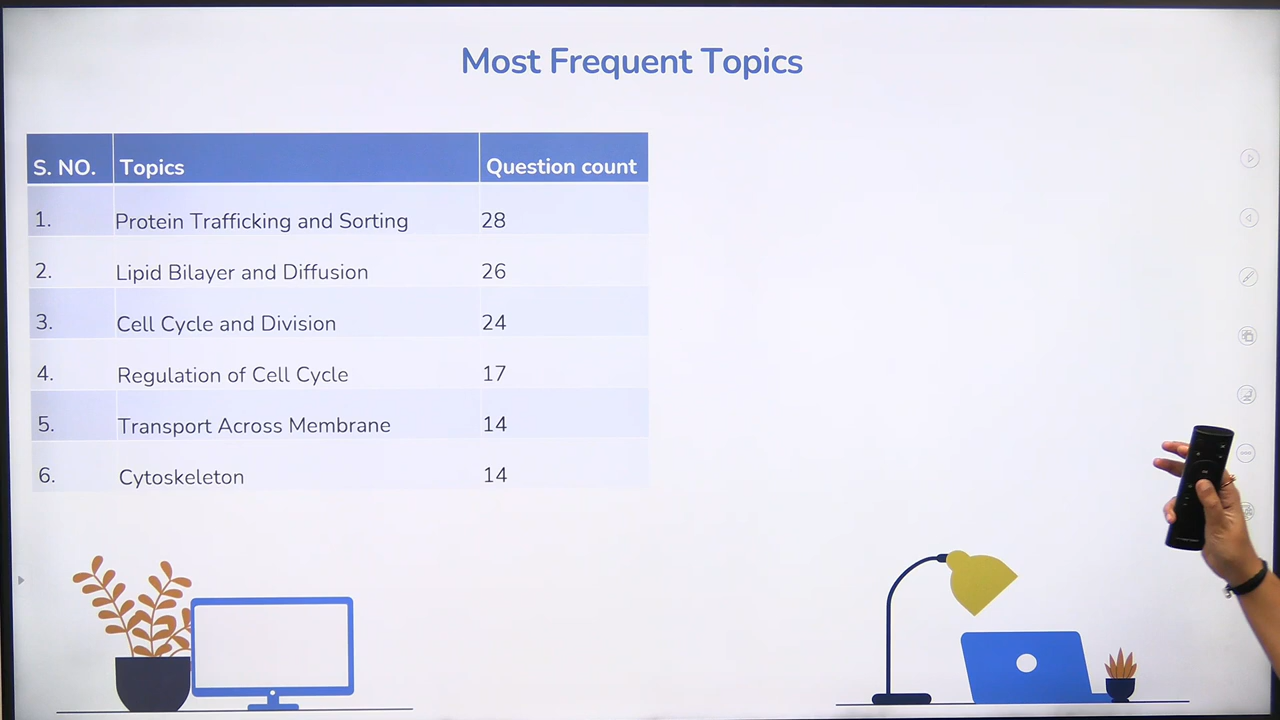 Most Frequent Topics
S. NO. Topics Question count
1. Protein Trafficking and Sorting 28
2. Lipid Bilayer and Diffusion 26
3. Cell Cycle and Division 24
4. Regulation of Cell Cycle 17
5. Transport Across Membrane 14
6. Cytoskeleton 14